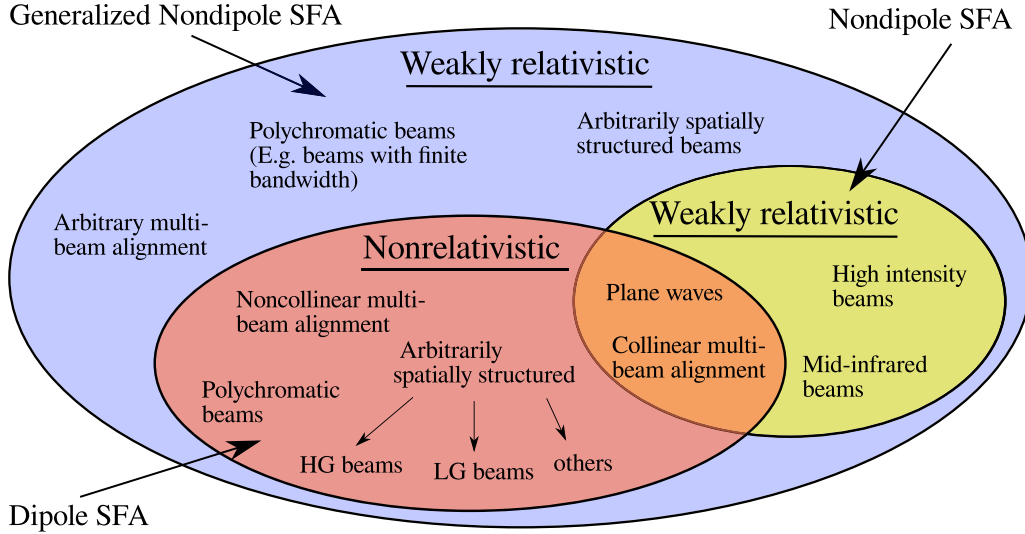 Generalized Nondipole SFA
Nondipole SFA
Weakly relativistic
Polychromatic beams
(E.g. beams with finite
bandwidth)
Arbitrarily spatially
structured beams
Arbitrary multi-
beam alignment
Weakly relativistic
Nonrelativistic
High intensity
beams
Plane waves
Noncollinear multi-
beam alignment
Collinear multi-
beam alignment
Arbitrarily
spatially structured
Mid-infrared
beams
Polychromatic
beams
HG beams
LG beams
others
Dipole SFA